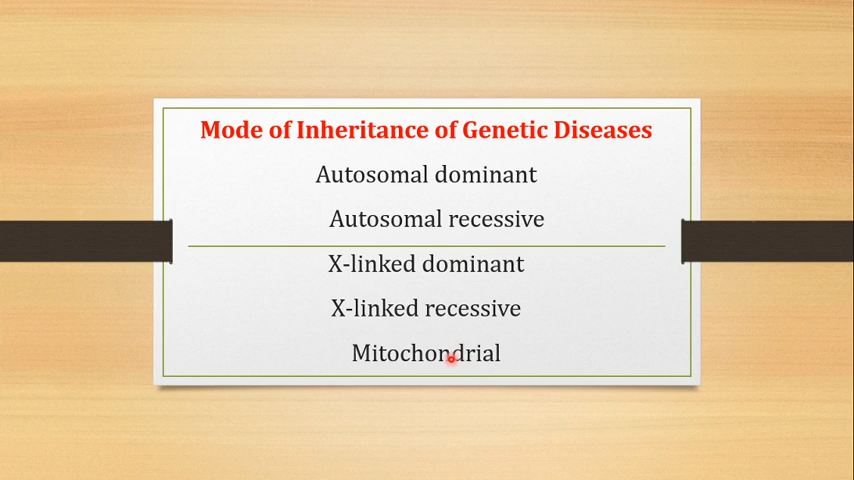 Mode of Inheritance of Genetic Diseases
Autosomal dominant
Autosomal recessive
X-linked dominant
X-linked recessive
Mitochondrial